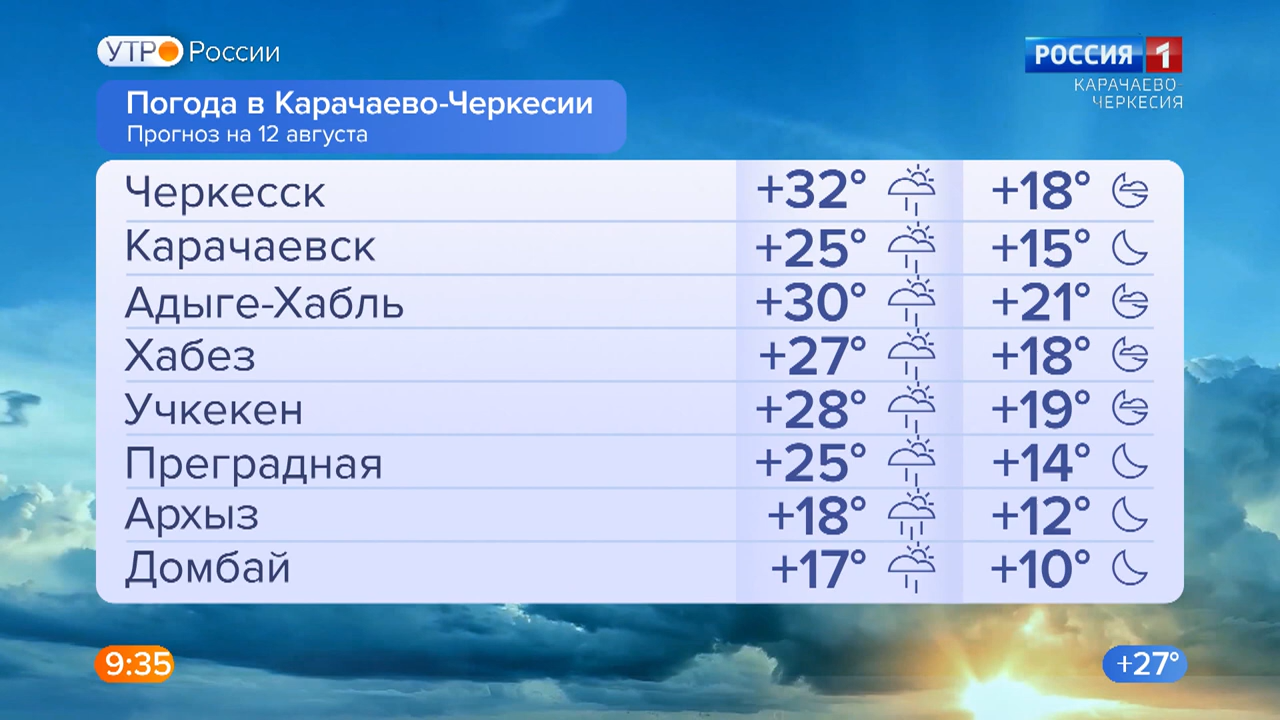 УТРО России
РОССИЯ 1
КАРАЧАЕВО-
ЧЕРКЕСИЯ
Погода в Карачаево-Черкесии
Прогноз на 12 августа
Черкесск +32° +18°
Карачаевск +25° +15°
Адыге-Хабль +30° +21°
Хабез +27° +18°
Учкекен +28° +19°
Преградная +25° +14°
Архыз +18° +12°
Домбай +17° +10°
9:35 +27°